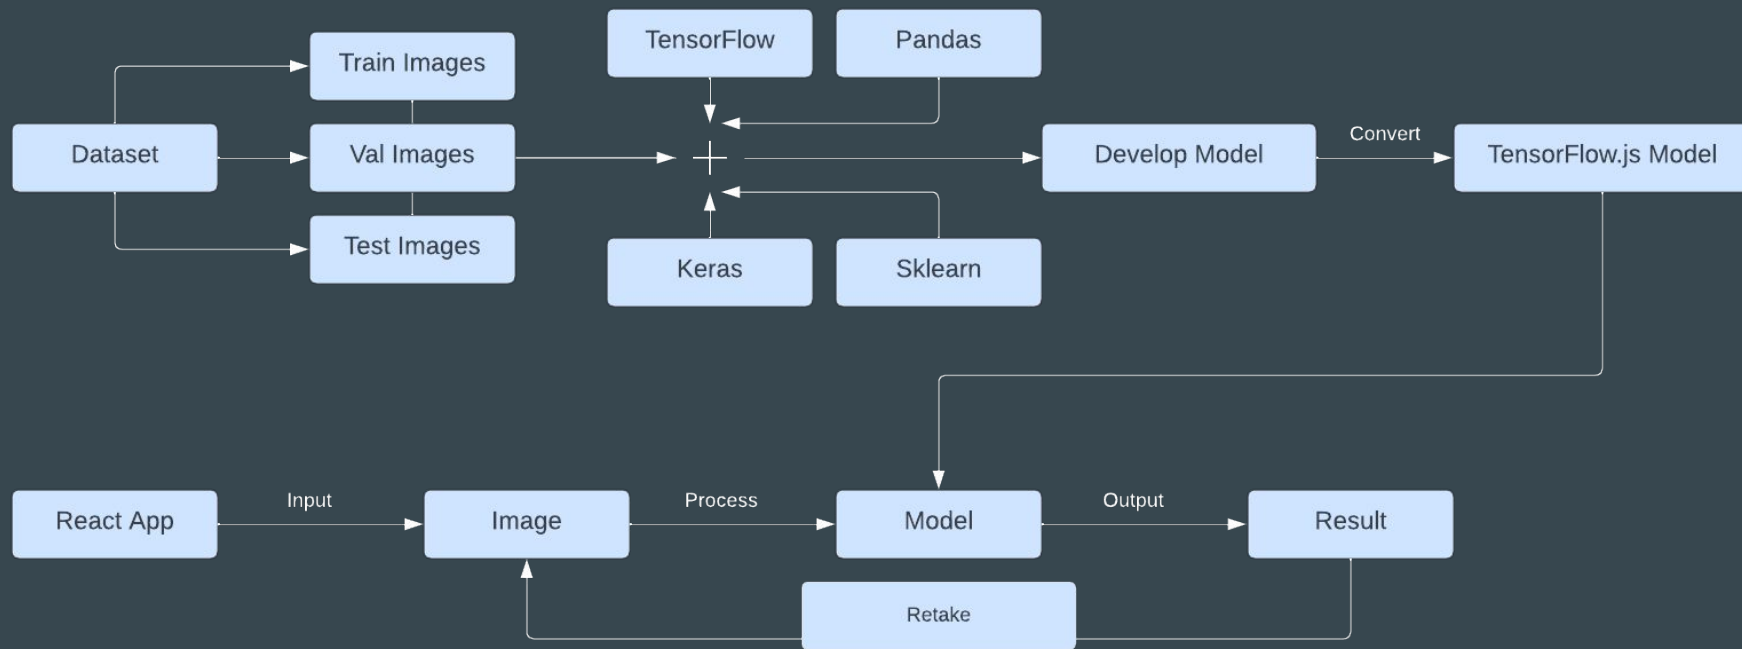 TensorFlow
Pandas
Train Images
Dataset
Val Images
Develop Model
Convert
TensorFlow.js Model
Test Images
Keras
Sklearn
React App
Input
Image
Process
Model
Output
Result
Retake